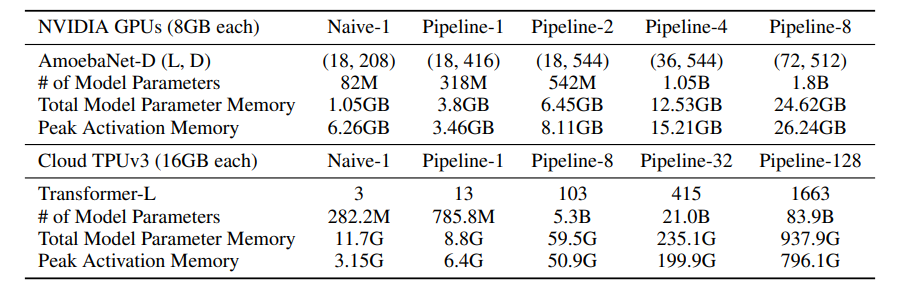 NVIDIA GPUs (8GB each) Naive-1 Pipeline-1 Pipeline-2 Pipeline-4 Pipeline-8
AmoebaNet-D (L, D) (18, 208) (18, 416) (18, 544) (36, 544) (72, 512)
# of Model Parameters 82M 318M 542M 1.05B 1.8B
Total Model Parameter Memory 1.05GB 3.8GB 6.45GB 12.53GB 24.62GB
Peak Activation Memory 6.26GB 3.46GB 8.11GB 15.21GB 26.24GB
Cloud TPUv3 (16GB each) Naive-1 Pipeline-1 Pipeline-8 Pipeline-32 Pipeline-128
Transformer-L 3 13 103 415 1663
# of Model Parameters 282.2M 785.8M 5.3B 21.0B 83.9B
Total Model Parameter Memory 11.7G 8.8G 59.5G 235.1G 937.9G
Peak Activation Memory 3.15G 6.4G 50.9G 199.9G 796.1G